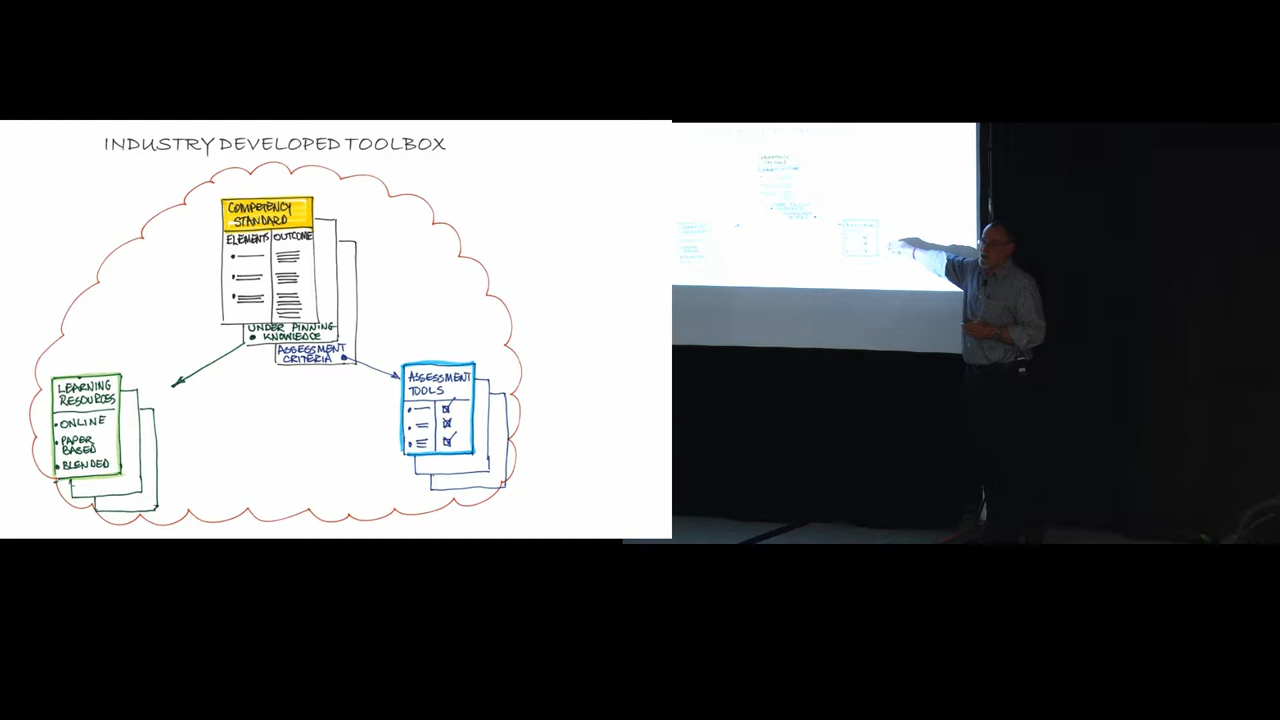 INDUSTRY DEVELOPED TOOLBOX
COMPETENCY
STANDARD
ELEMENTS OUTCOME
UNDER PINNING
KNOWLEDGE
ASSESSMENT
CRITERIA
LEARNING
RESOURCES
ONLINE
PAPER
BASED
BLENDED
ASSESSMENT
TOOLS